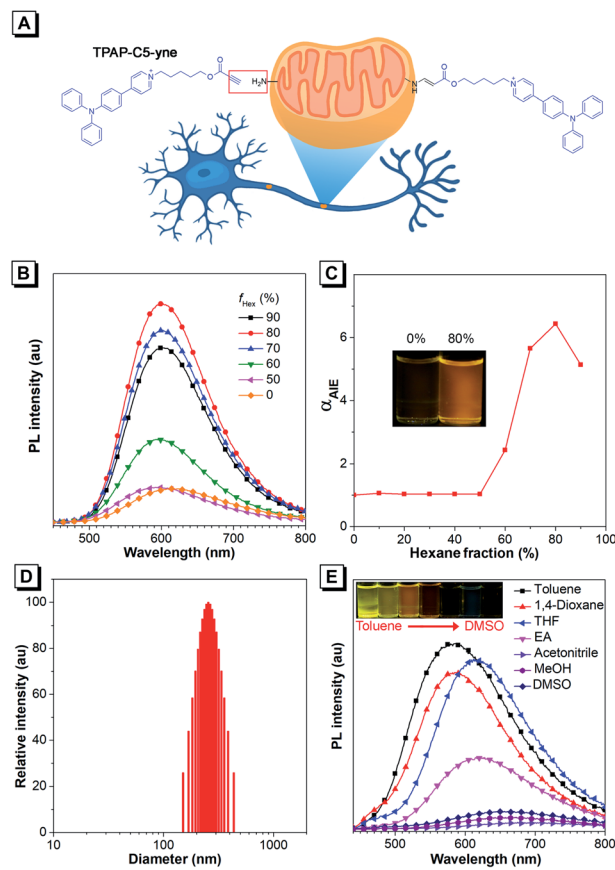 A
TPAP-C5-yne
N
N
+
O
O
H₂N
N
H
O
O
N
+
N
B
PL intensity (au)
fHex (%)
90
80
70
60
50
0
500 600 700 800
Wavelength (nm)
C
αAIE
6
4
2
0
0% 80%
0 20 40 60 80 100
Hexane fraction (%)
D
Relative intensity (au)
100
80
60
40
20
0
10 100 1000
Diameter (nm)
E
PL intensity (au)
Toluene DMSO
Toluene
1,4-Dioxane
THF
EA
Acetonitrile
MeOH
DMSO
500 600 700 800
Wavelength (nm)